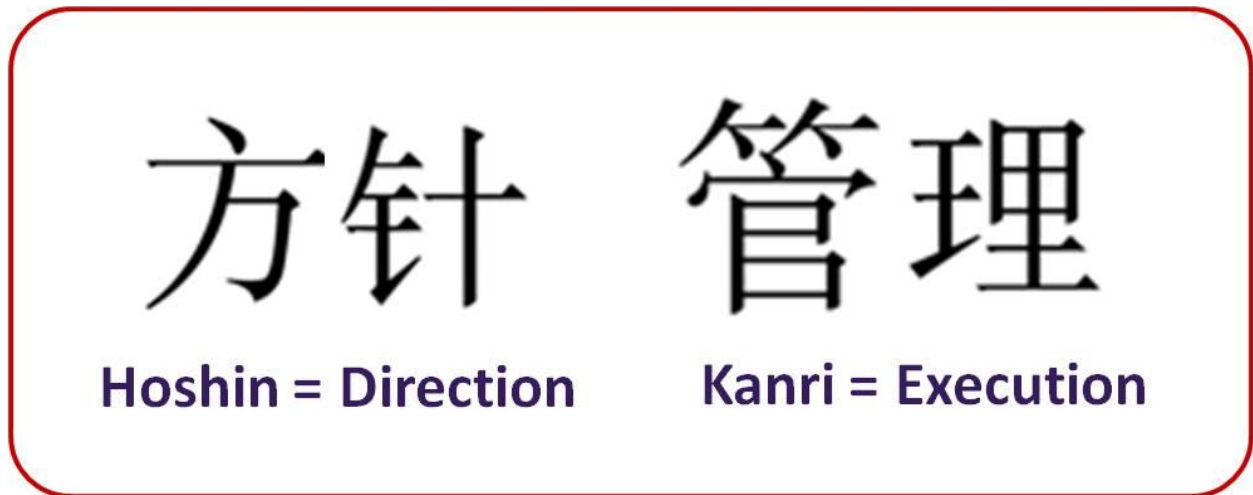 方针 管理
Hoshin = Direction Kanri = Execution